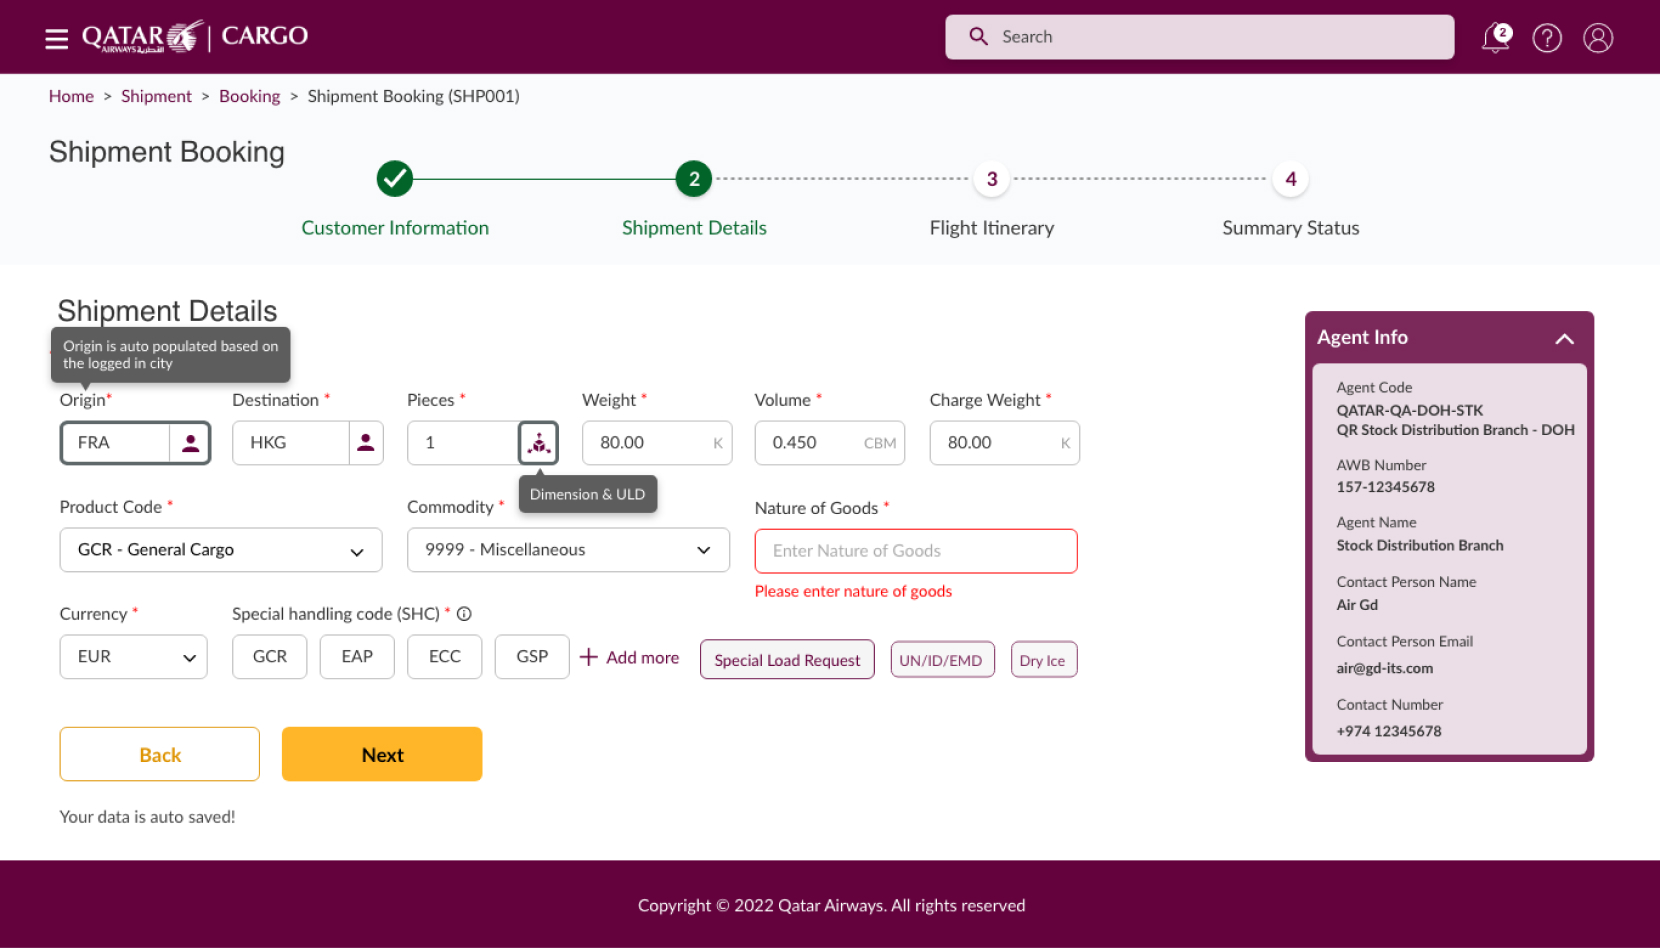 QATAR
AIRWAYS القطرية
CARGO
Search
2
?
Home > Shipment > Booking > Shipment Booking (SHP001)
Shipment Booking
2
3
4
Customer Information
Shipment Details
Flight Itinerary
Summary Status
Shipment Details
Origin is auto populated based on
the logged in city
Origin*
Destination *
Pieces *
Weight *
Volume *
Charge Weight *
FRA
HKG
1
80.00 K
0.450 CBM
80.00 K
Dimension & ULD
Product Code *
Commodity *
Nature of Goods *
GCR - General Cargo
9999 - Miscellaneous
Enter Nature of Goods
Please enter nature of goods
Currency *
Special handling code (SHC) *
EUR
GCR
EAP
ECC
GSP
+ Add more
Special Load Request
UN/ID/EMD
Dry Ice
Back
Next
Your data is auto saved!
Agent Info
Agent Code
QATAR-QA-DOH-STK
QR Stock Distribution Branch - DOH
AWB Number
157-12345678
Agent Name
Stock Distribution Branch
Contact Person Name
Air Gd
Contact Person Email
air@gd-its.com
Contact Number
+974 12345678
Copyright © 2022 Qatar Airways. All rights reserved